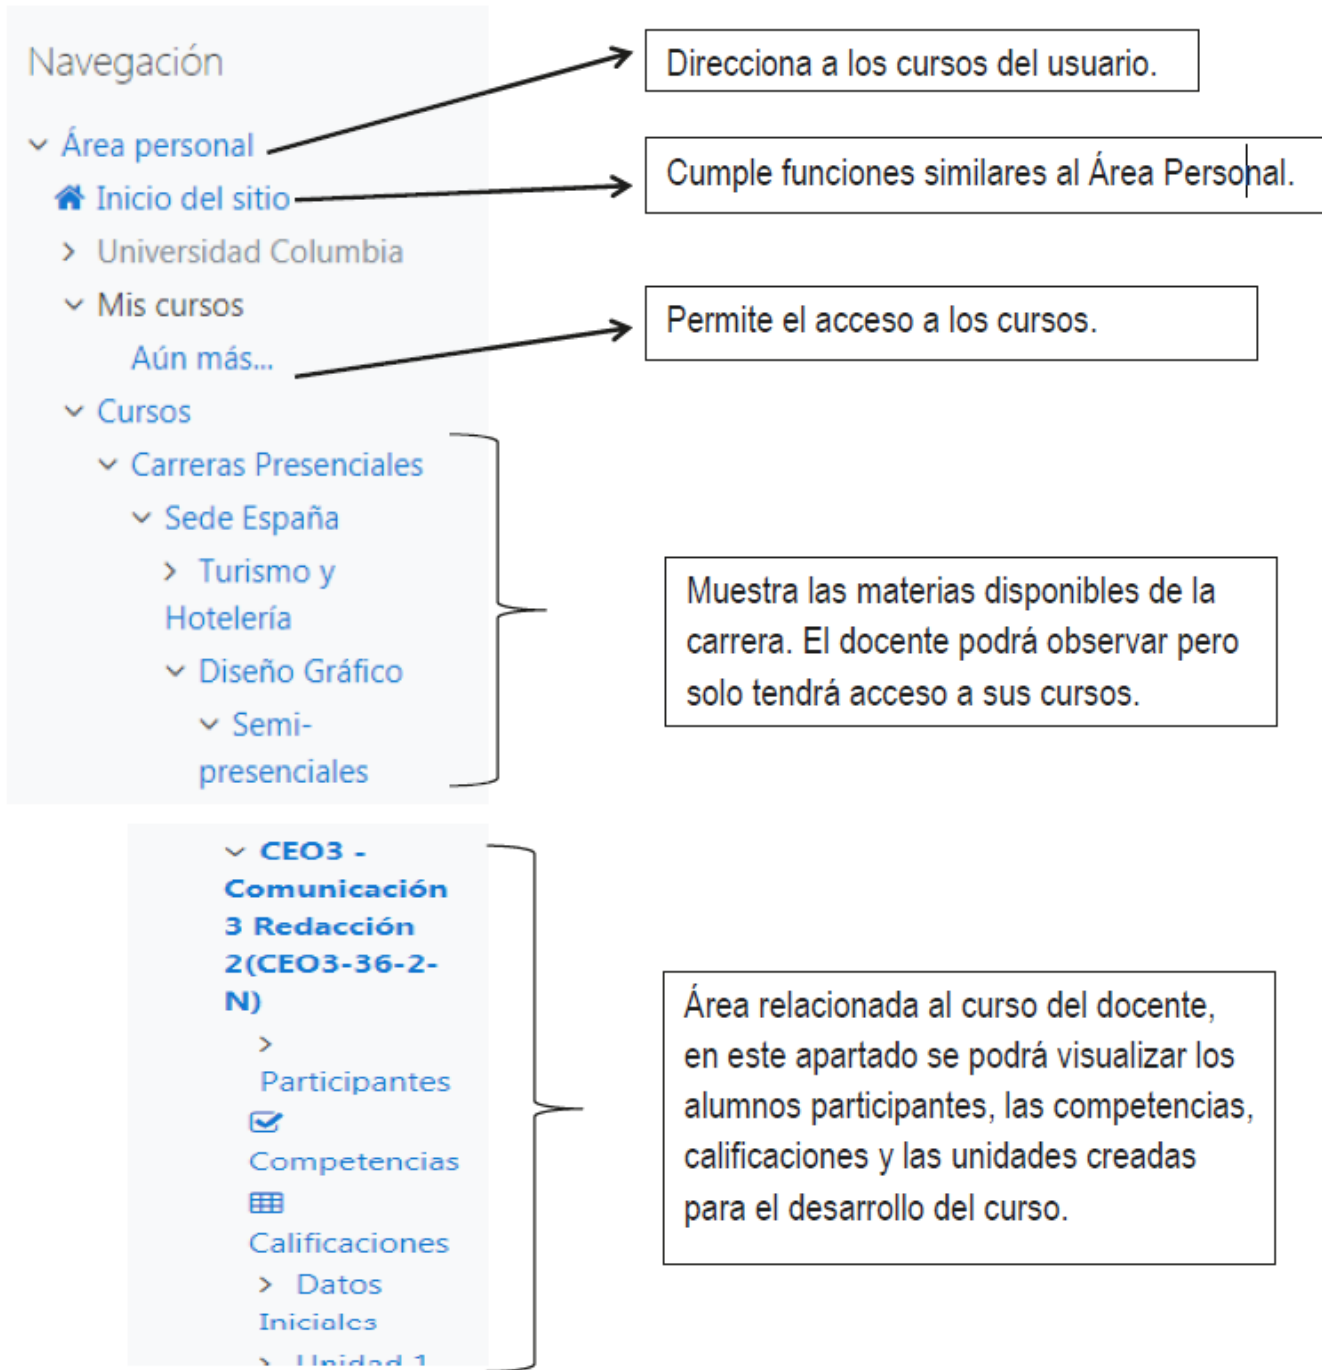 Navegación
Direcciona a los cursos del usuario.
Área personal
Cumple funciones similares al Área Personal.
Inicio del sitio
Universidad Columbia
Mis cursos
Permite el acceso a los cursos.
Aún más...
Cursos
Carreras Presenciales
Sede España
Turismo y
Hotelería
Diseño Gráfico
Semi-
presenciales
Muestra las materias disponibles de la
carrera. El docente podrá observar pero
solo tendrá acceso a sus cursos.
CEO3 -
Comunicación
3 Redacción
2(CEO3-36-2-
N)
Participantes
Competencias
Calificaciones
Datos
Iniciales
Unidad 1
Área relacionada al curso del docente,
en este apartado se podrá visualizar los
alumnos participantes, las competencias,
calificaciones y las unidades creadas
para el desarrollo del curso.